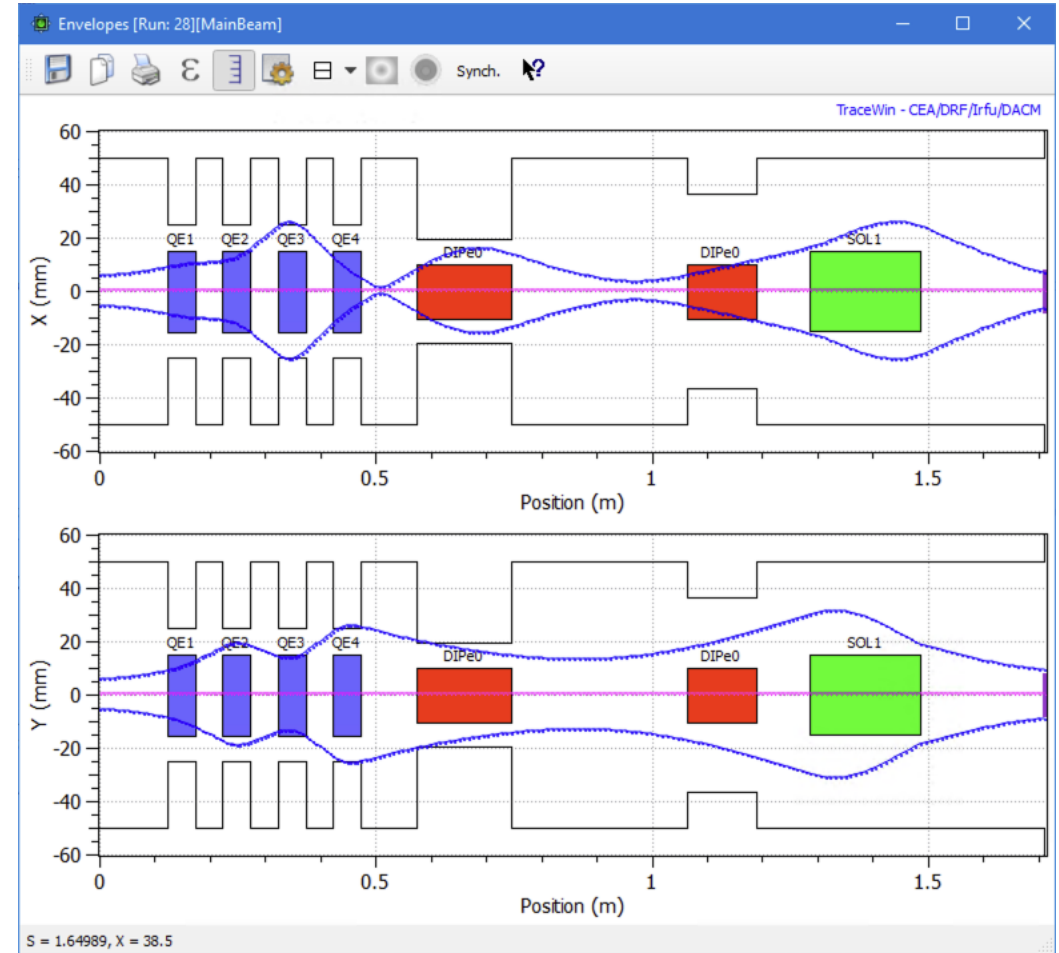 Envelopes [Run: 28][MainBeam]
ε Synch. ?
TraceWin - CEA/DRF/Irfu/DACM
60
40
20
0
-20
-40
-60
X (mm)
QE1 QE2 QE3 QE4 DIPe0 DIPe0 SOL1
0 0.5 1 1.5
Position (m)
60
40
20
0
-20
-40
-60
Y (mm)
QE1 QE2 QE3 QE4 DIPe0 DIPe0 SOL1
0 0.5 1 1.5
Position (m)
S = 1.64989, X = 38.5